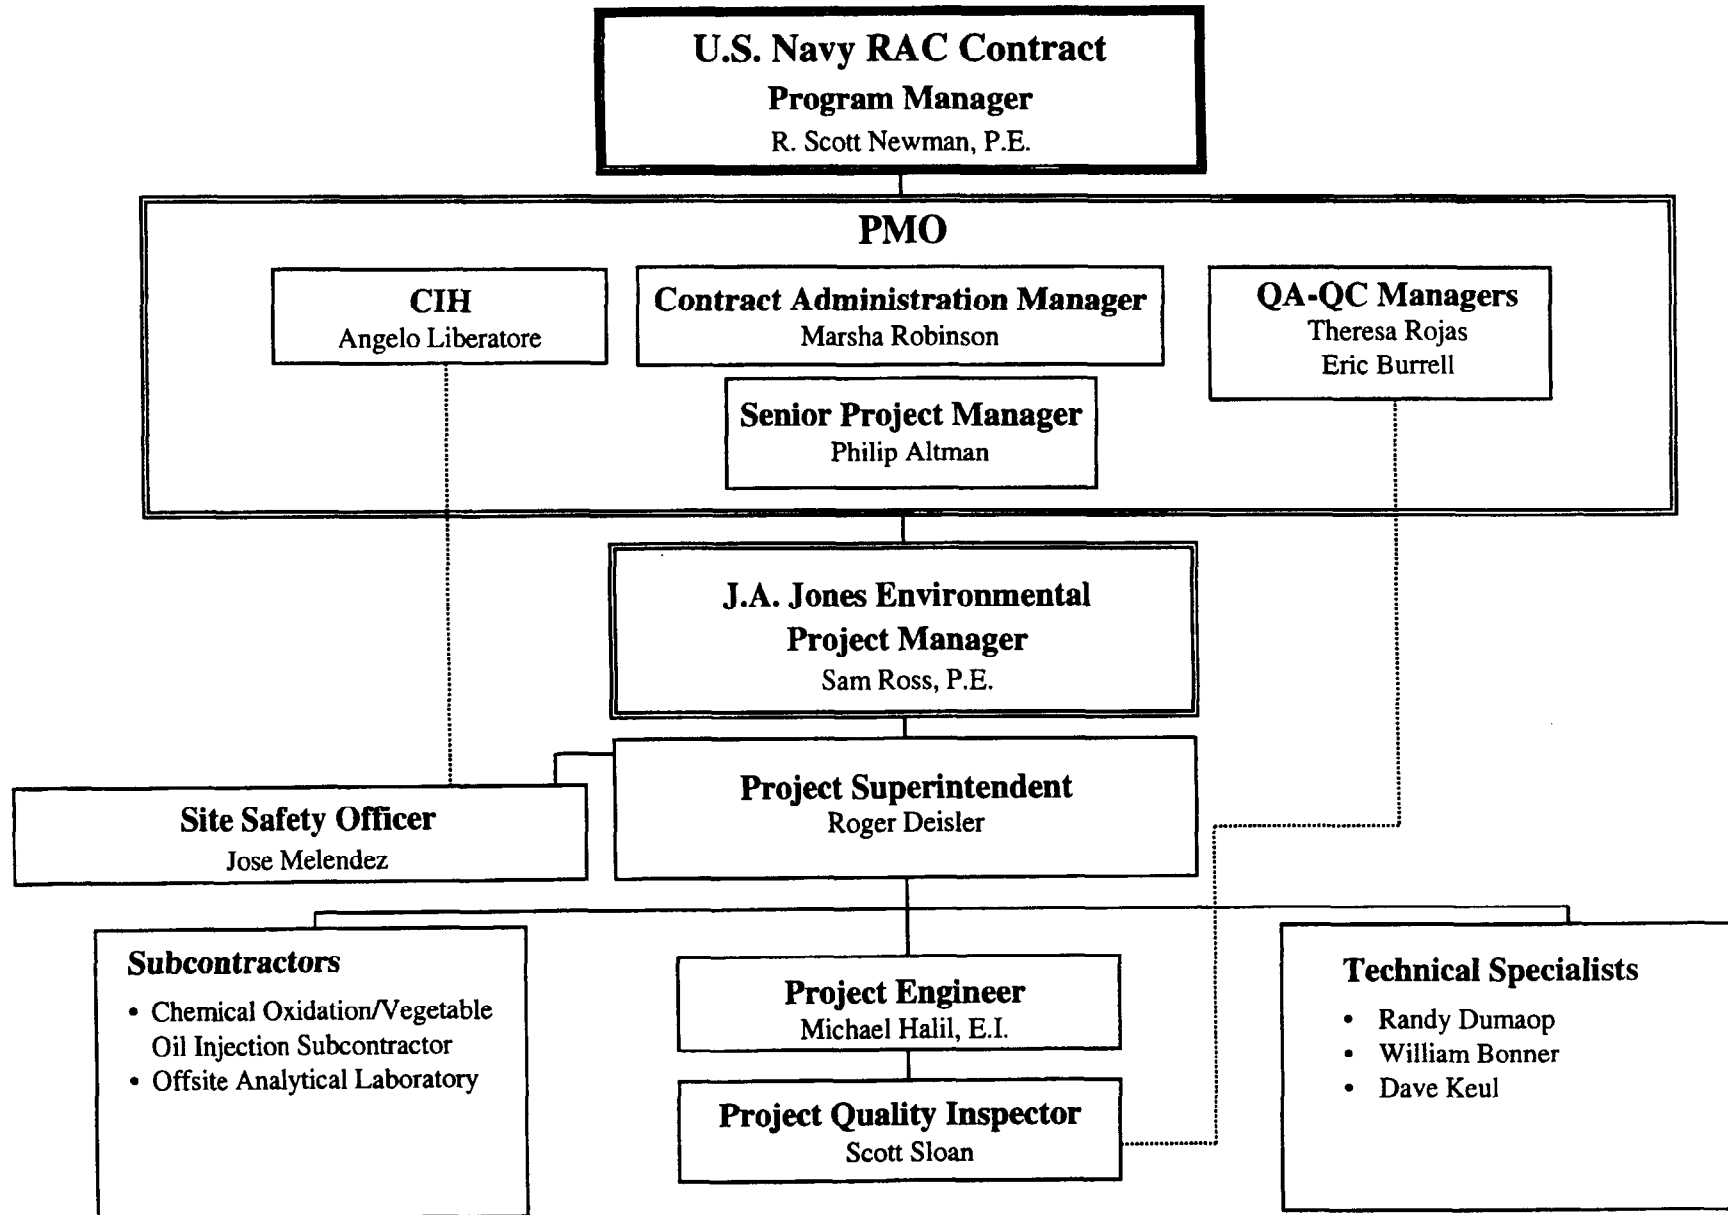 U.S. Navy RAC Contract
Program Manager
R. Scott Newman, P.E.
PMO
CIH
Angelo Liberatore
Contract Administration Manager
Marsha Robinson
QA-QC Managers
Theresa Rojas
Eric Burrell
Senior Project Manager
Philip Altman
J.A. Jones Environmental
Project Manager
Sam Ross, P.E.
Project Superintendent
Roger Deisler
Site Safety Officer
Jose Melendez
Subcontractors
• Chemical Oxidation/Vegetable
Oil Injection Subcontractor
• Offsite Analytical Laboratory
Project Engineer
Michael Halil, E.I.
Project Quality Inspector
Scott Sloan
Technical Specialists
• Randy Dumaop
• William Bonner
• Dave Keul